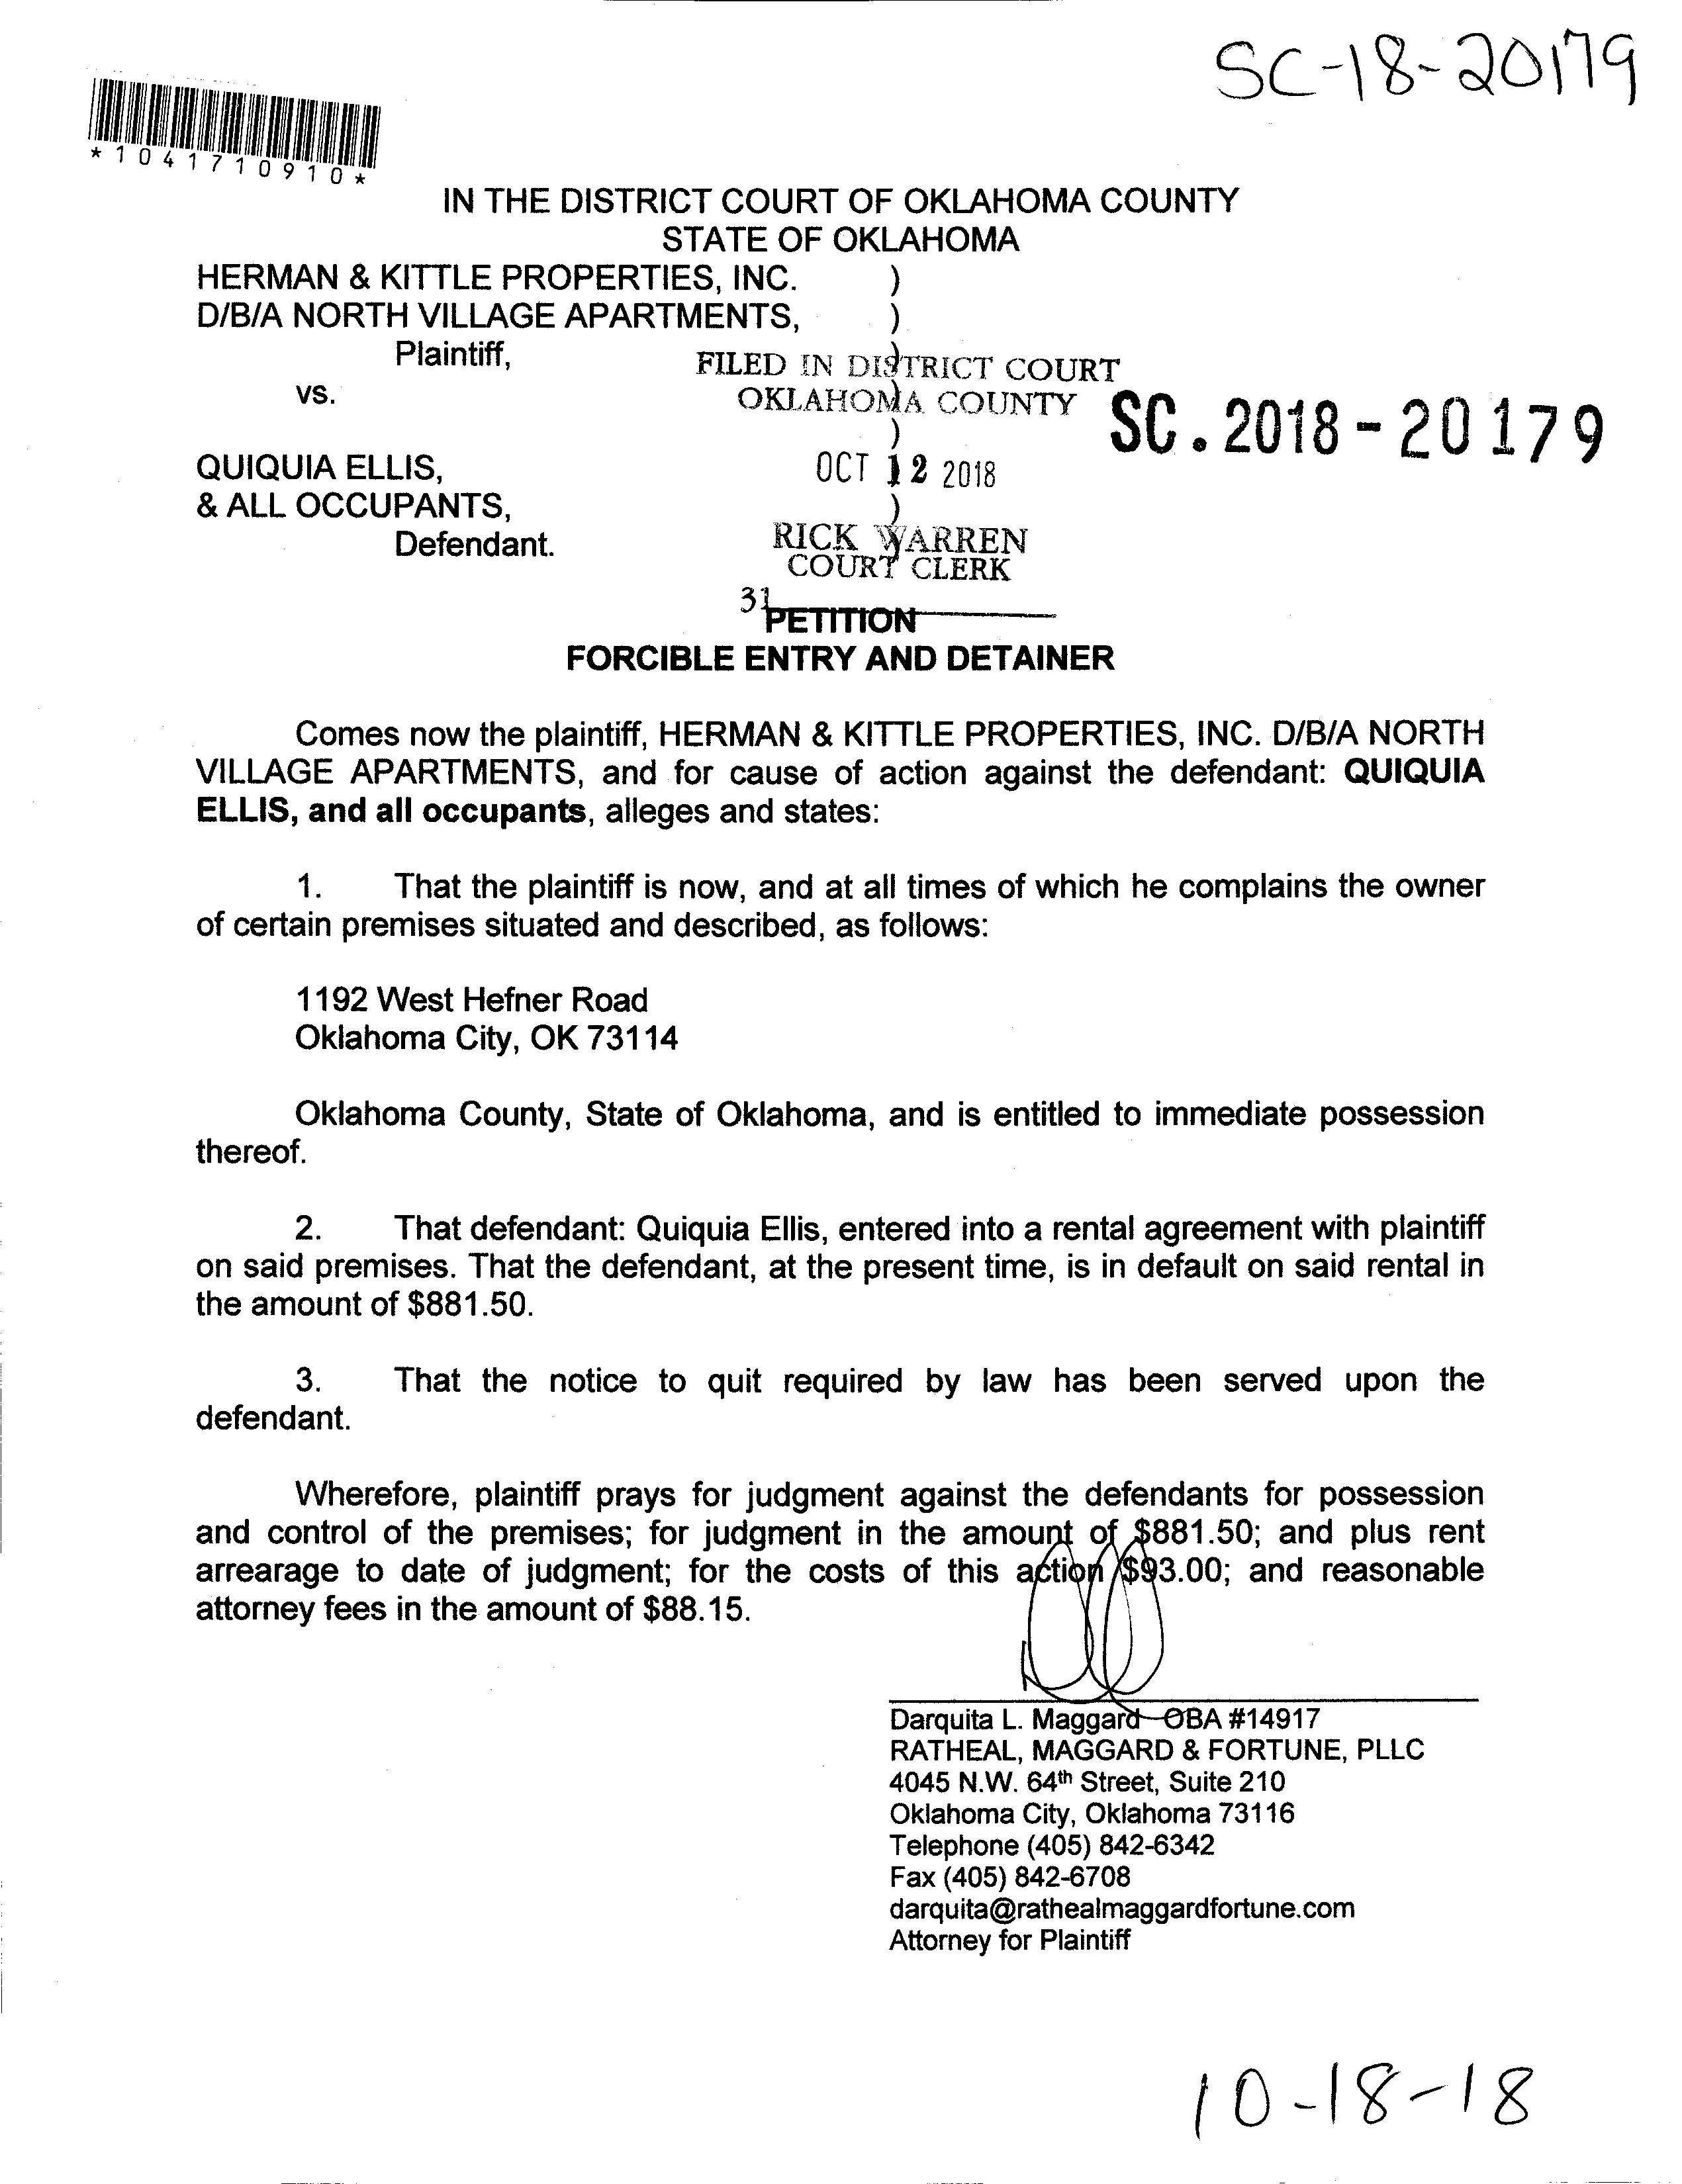 SC-18-20179
*1041710910*
IN THE DISTRICT COURT OF OKLAHOMA COUNTY
STATE OF OKLAHOMA
HERMAN & KITTLE PROPERTIES, INC. )
D/B/A NORTH VILLAGE APARTMENTS, )
Plaintiff, )
FILED IN DISTRICT COURT
vs. )
OKLAHOMA COUNTY
SC.2018-20179
)
QUIQUIA ELLIS, )
OCT 12 2018
& ALL OCCUPANTS, )
Defendant. )
RICK WARREN
COURT CLERK
31
PETITION
FORCIBLE ENTRY AND DETAINER
Comes now the plaintiff, HERMAN & KITTLE PROPERTIES, INC. D/B/A NORTH
VILLAGE APARTMENTS, and for cause of action against the defendant: QUIQUIA
ELLIS, and all occupants, alleges and states:
1. That the plaintiff is now, and at all times of which he complains the owner
of certain premises situated and described, as follows:
1192 West Hefner Road
Oklahoma City, OK 73114
Oklahoma County, State of Oklahoma, and is entitled to immediate possession
thereof.
2. That defendant: Quiquia Ellis, entered into a rental agreement with plaintiff
on said premises. That the defendant, at the present time, is in default on said rental in
the amount of $881.50.
3. That the notice to quit required by law has been served upon the
defendant.
Wherefore, plaintiff prays for judgment against the defendants for possession
and control of the premises; for judgment in the amount of $881.50; and plus rent
arrearage to date of judgment; for the costs of this action $93.00; and reasonable
attorney fees in the amount of $88.15.
Darquita L. Maggard OBA #14917
RATHEAL, MAGGARD & FORTUNE, PLLC
4045 N.W. 64th Street, Suite 210
Oklahoma City, Oklahoma 73116
Telephone (405) 842-6342
Fax (405) 842-6708
darquita@rathealmaggardfortune.com
Attorney for Plaintiff
10-18-18